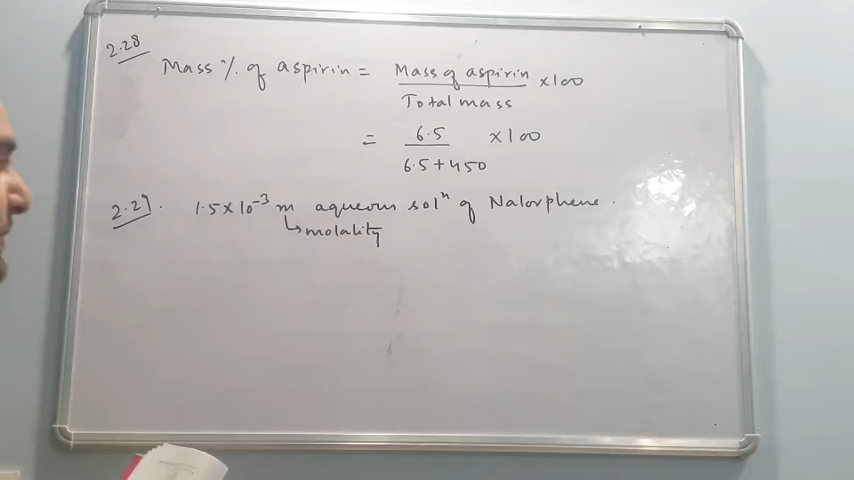 2.28
Mass % of aspirin = Mass of aspirin × 100
Total mass
= 6.5 × 100
6.5 + 450
2.29. 1.5 × 10⁻³ m aqueous solⁿ of Nalorphene.
↳ molality